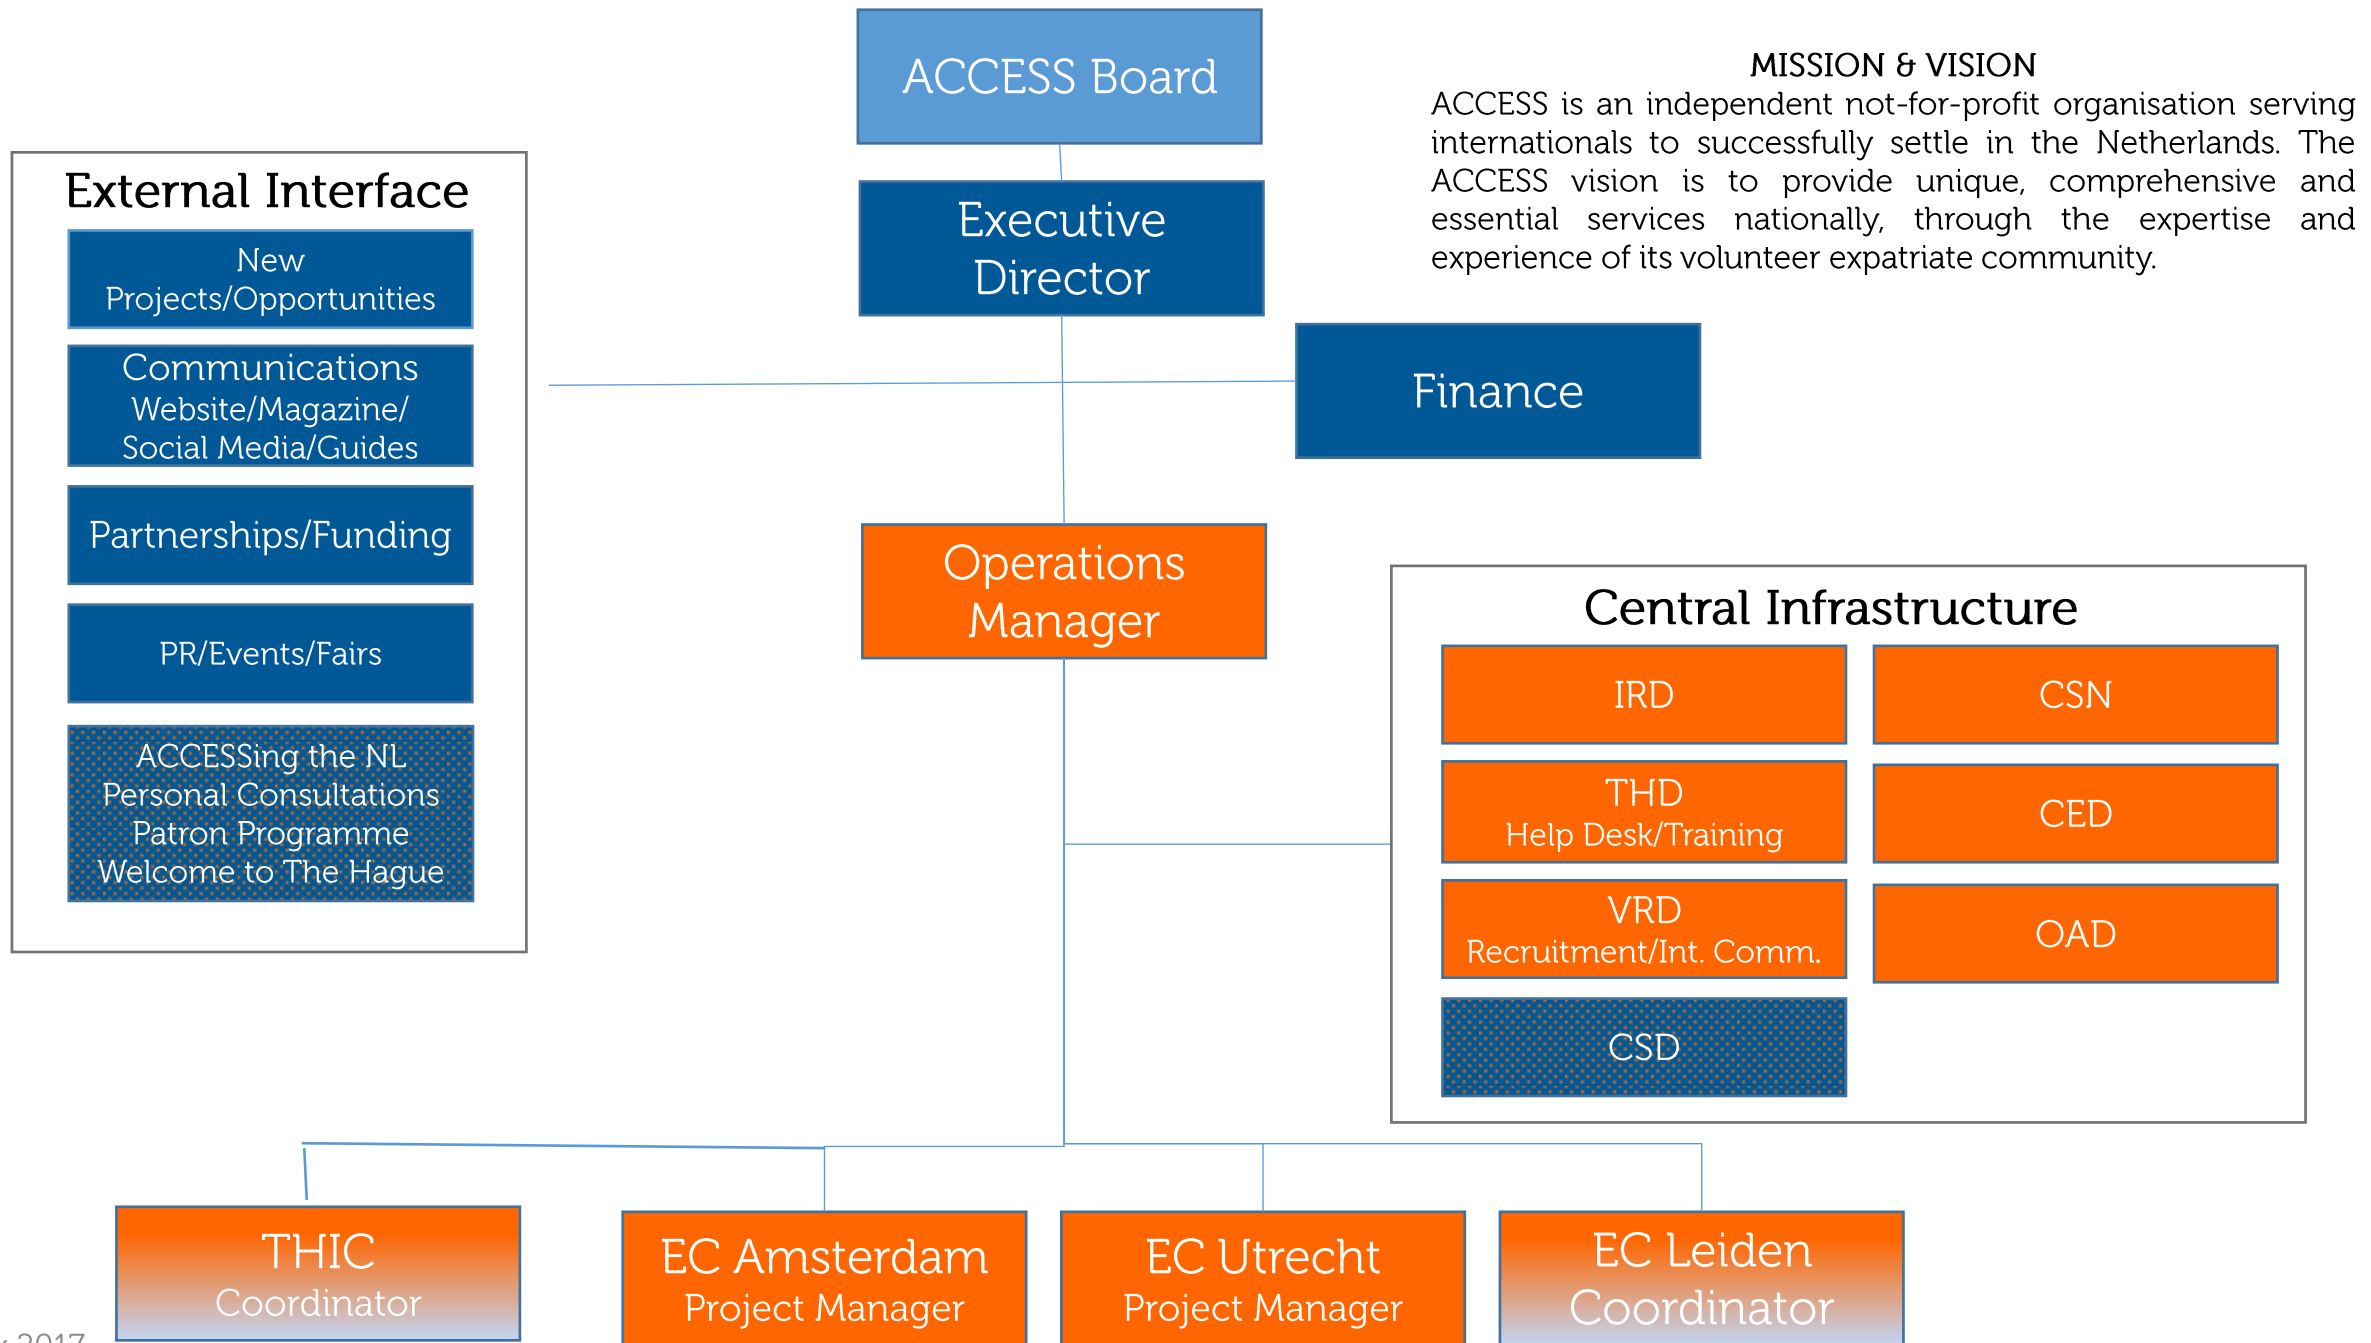 ACCESS Board
MISSION & VISION
ACCESS is an independent not-for-profit organisation serving
internationals to successfully settle in the Netherlands. The
ACCESS vision is to provide unique, comprehensive and
essential services nationally, through the expertise and
experience of its volunteer expatriate community.
Executive
Director
Finance
External Interface
New
Projects/Opportunities
Communications
Website/Magazine/
Social Media/Guides
Partnerships/Funding
PR/Events/Fairs
ACCESSing the NL
Personal Consultations
Patron Programme
Welcome to The Hague
Operations
Manager
Central Infrastructure
IRD
CSN
THD
Help Desk/Training
CED
VRD
Recruitment/Int. Comm.
OAD
CSD
THIC
Coordinator
EC Amsterdam
Project Manager
EC Utrecht
Project Manager
EC Leiden
Coordinator
2017